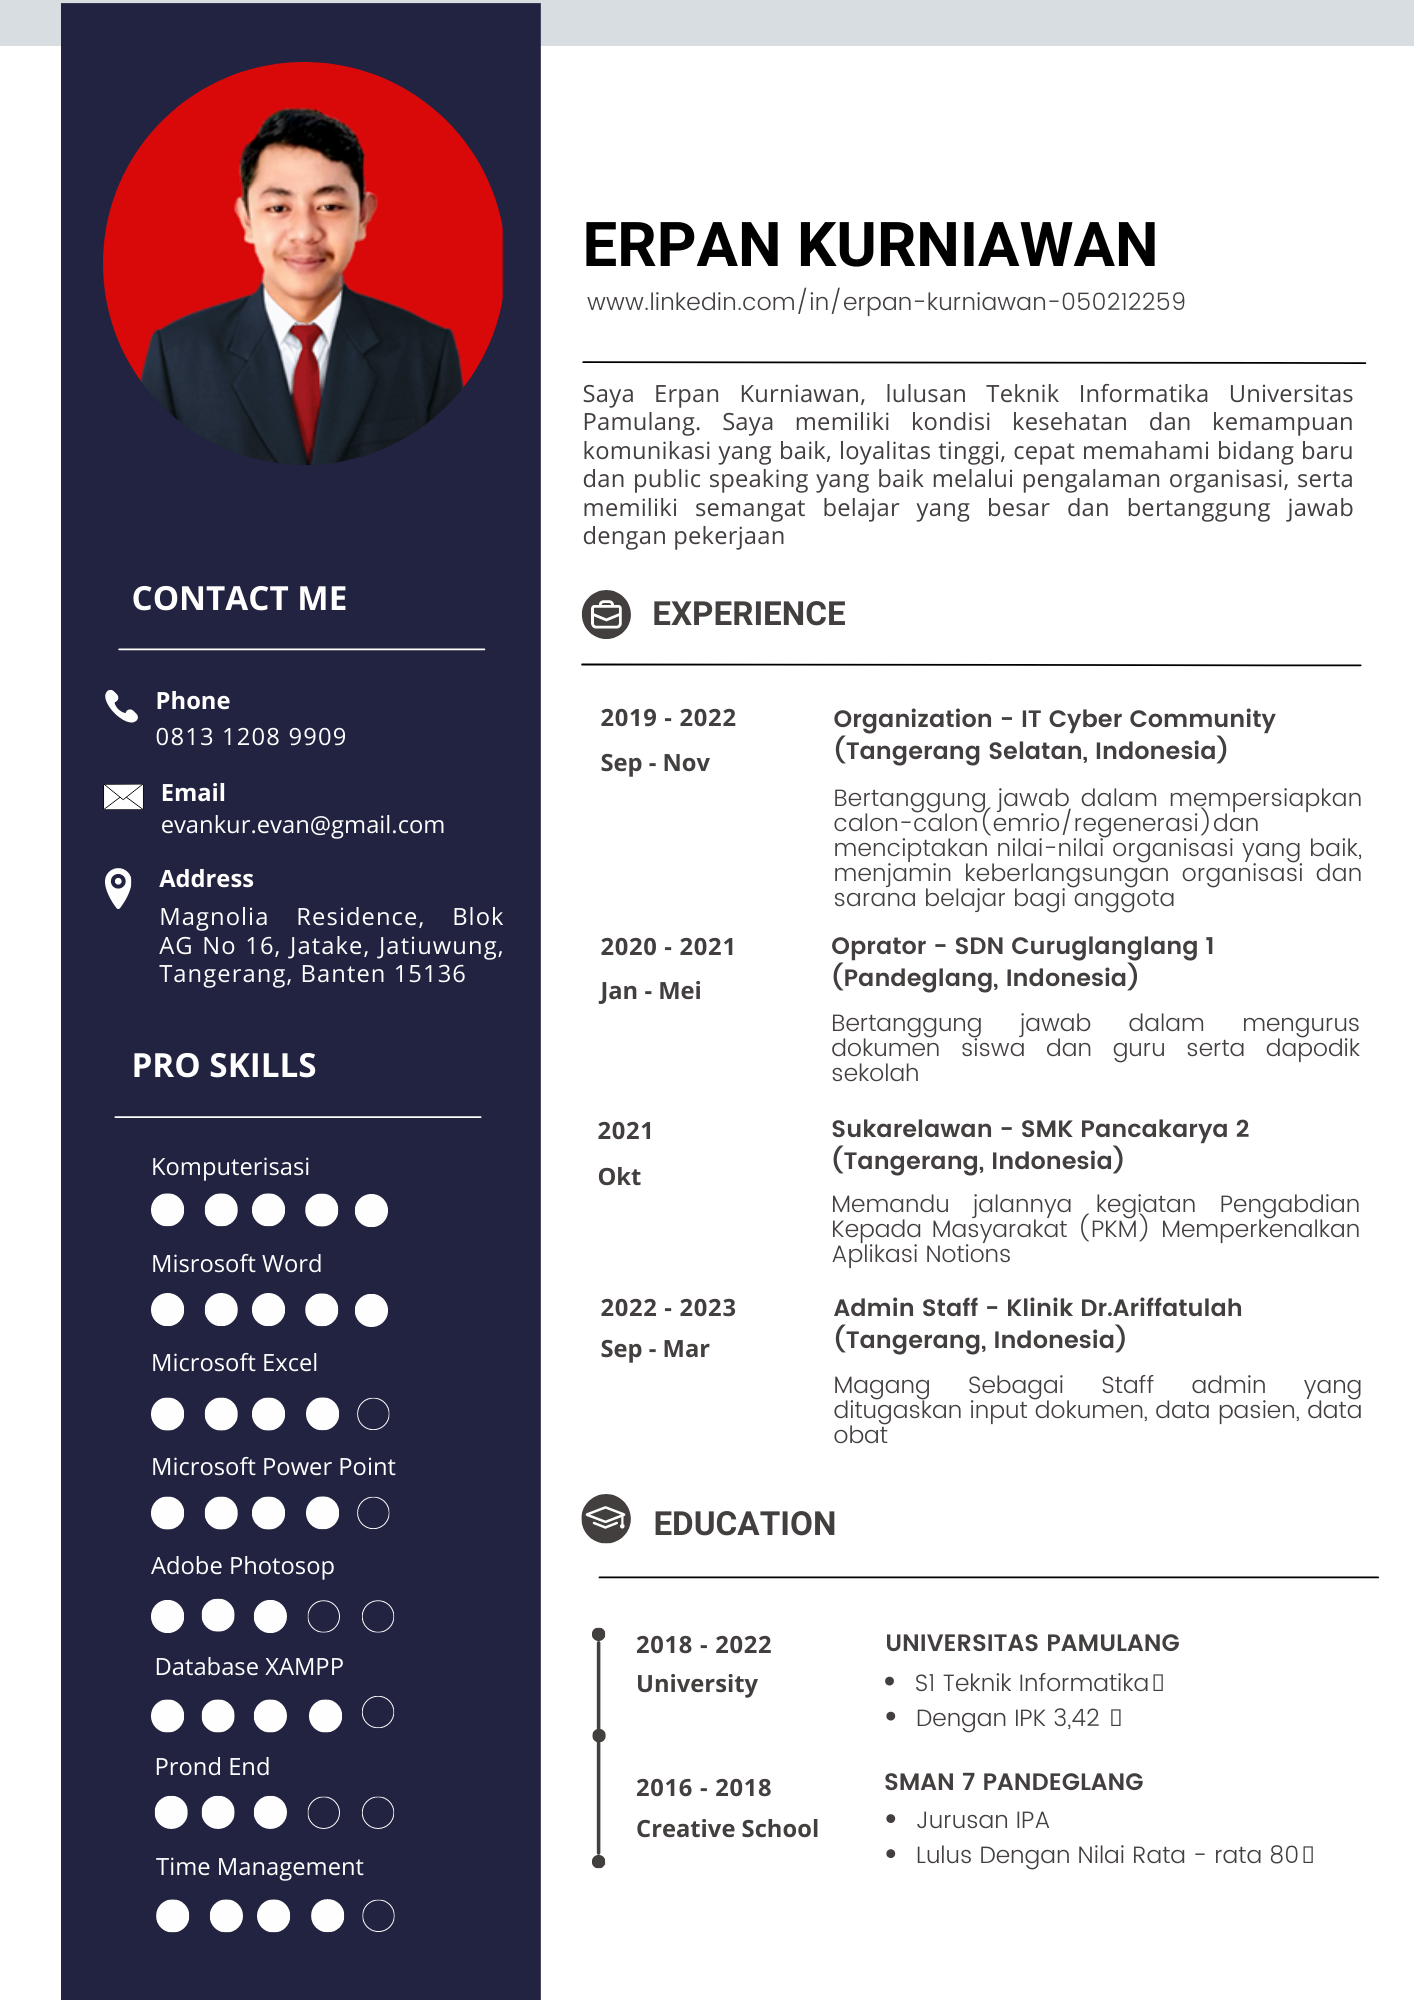 ERPAN KURNIAWAN
www.linkedin.com/in/erpan-kurniawan-050212259
Saya Erpan Kurniawan, lulusan Teknik Informatika Universitas
Pamulang. Saya memiliki kondisi kesehatan dan kemampuan
komunikasi yang baik, loyalitas tinggi, cepat memahami bidang baru
dan public speaking yang baik melalui pengalaman organisasi, serta
memiliki semangat belajar yang besar dan bertanggung jawab
dengan pekerjaan
CONTACT ME
Phone
0813 1208 9909
Email
evankur.evan@gmail.com
Address
Magnolia Residence, Blok
AG No 16, Jatake, Jatiuwung,
Tangerang, Banten 15136
PRO SKILLS
Komputerisasi
Misrosoft Word
Microsoft Excel
Microsoft Power Point
Adobe Photosop
Database XAMPP
Prond End
Time Management
EXPERIENCE
2019 - 2022
Sep - Nov
Organization - IT Cyber Community
(Tangerang Selatan, Indonesia)
Bertanggung jawab dalam mempersiapkan
calon-calon(emrio/regenerasi)dan
menciptakan nilai-nilai organisasi yang baik,
menjamin keberlangsungan organisasi dan
sarana belajar bagi anggota
2020 - 2021
Jan - Mei
Oprator - SDN Curuglanglang 1
(Pandeglang, Indonesia)
Bertanggung jawab dalam mengurus
dokumen siswa dan guru serta dapodik
sekolah
2021
Okt
Sukarelawan - SMK Pancakarya 2
(Tangerang, Indonesia)
Memandu jalannya kegiatan Pengabdian
Kepada Masyarakat (PKM) Memperkenalkan
Aplikasi Notions
2022 - 2023
Sep - Mar
Admin Staff - Klinik Dr.Ariffatulah
(Tangerang, Indonesia)
Magang Sebagai Staff admin yang
ditugaskan input dokumen, data pasien, data
obat
EDUCATION
2018 - 2022
University
UNIVERSITAS PAMULANG
• S1 Teknik Informatika
• Dengan IPK 3,42
2016 - 2018
Creative School
SMAN 7 PANDEGLANG
• Jurusan IPA
• Lulus Dengan Nilai Rata - rata 80